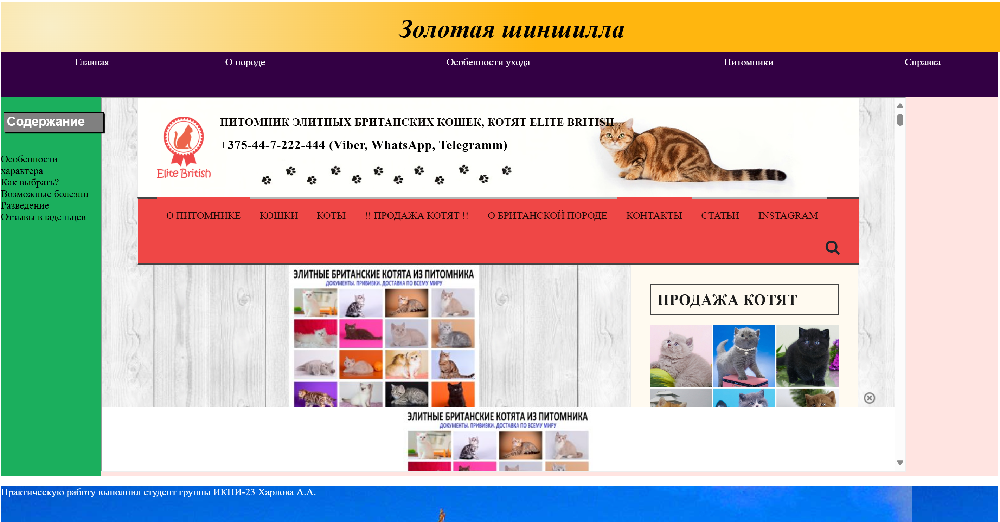 Золотая шиншилла
Главная
О породе
Особенности ухода
Питомники
Справка
Содержание
Особенности
характера
Как выбрать?
Возможные болезни
Разведение
Отзывы владельцев
Elite British
ПИТОМНИК ЭЛИТНЫХ БРИТАНСКИХ КОШЕК, КОТЯТ ELITE BRITISH
+375-44-7-222-444 (Viber, WhatsApp, Telegramm)
О ПИТОМНИКЕ
КОШКИ
КОТЫ
!! ПРОДАЖА КОТЯТ !!
О БРИТАНСКОЙ ПОРОДЕ
КОНТАКТЫ
СТАТЬИ
INSTAGRAM
ЭЛИТНЫЕ БРИТАНСКИЕ КОТЯТА ИЗ ПИТОМНИКА
ДОКУМЕНТЫ. ПРИВИВКИ. ДОСТАВКА ПО ВСЕМУ МИРУ
ПРОДАЖА КОТЯТ
ЭЛИТНЫЕ БРИТАНСКИЕ КОТЯТА ИЗ ПИТОМНИКА
ДОКУМЕНТЫ. ПРИВИВКИ. ДОСТАВКА ПО ВСЕМУ МИРУ
Практическую работу выполнил студент группы ИКПИ-23 Харлова А.А.